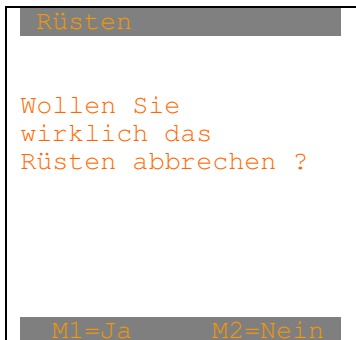 Rüsten
Wollen Sie
wirklich das
Rüsten abbrechen ?
M1=Ja M2=Nein